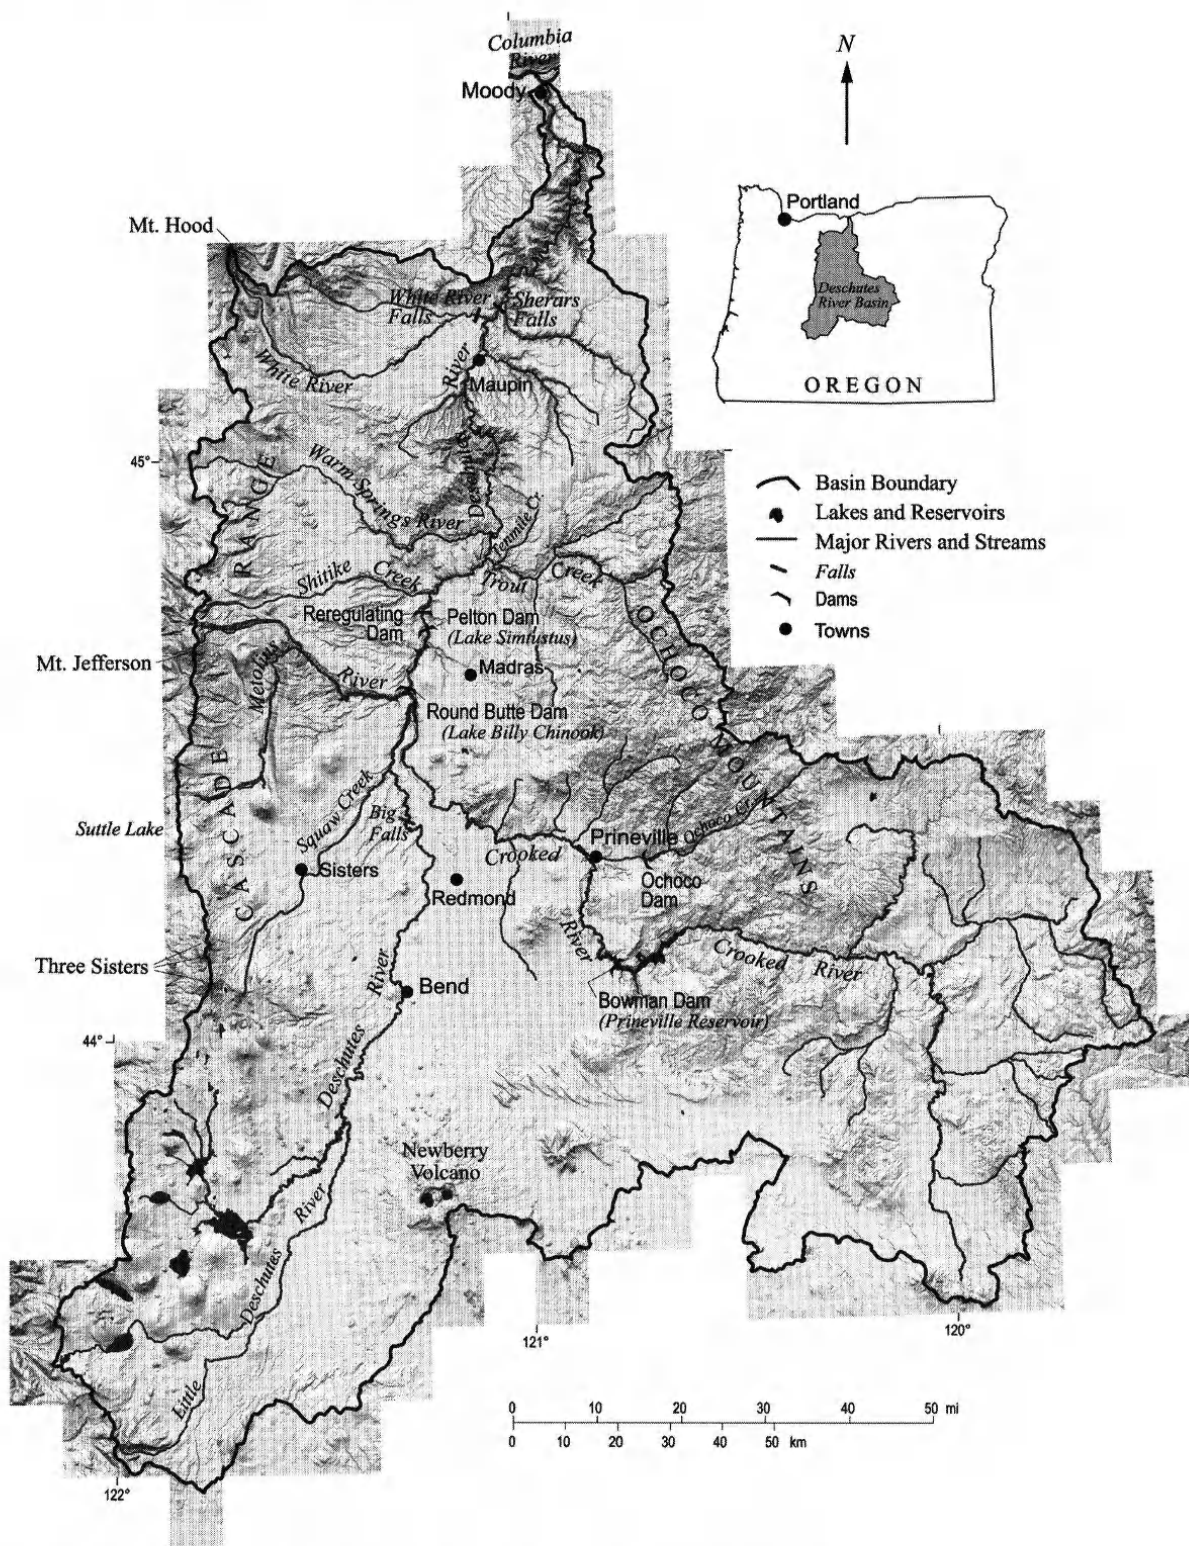 Columbia
River
Moody
N
Portland
Deschutes
River Basin
OREGON
Mt. Hood
White River
Falls
Sherars
Falls
White River
River
Maupin
Deschutes
45°
Warm Springs River
Tenmile Cr.
Basin Boundary
Lakes and Reservoirs
Major Rivers and Streams
Falls
Dams
Towns
Shitike Creek
Trout Creek
Reregulating
Dam
Pelton Dam
(Lake Simtustus)
Madras
Mt. Jefferson
Metolius
River
Round Butte Dam
(Lake Billy Chinook)
CASCADE RANGE
OCHOCO MOUNTAINS
Suttle Lake
Squaw Creek
Big
Falls
Sisters
Redmond
Crooked
River
Prineville
Ochoco Cr.
Ochoco
Dam
Three Sisters
Crooked River
Bowman Dam
(Prineville Reservoir)
Bend
River
Deschutes
44°
Newberry
Volcano
River
Deschutes
Little
121°
120°
122°
0 10 20 30 40 50 mi
0 10 20 30 40 50 km